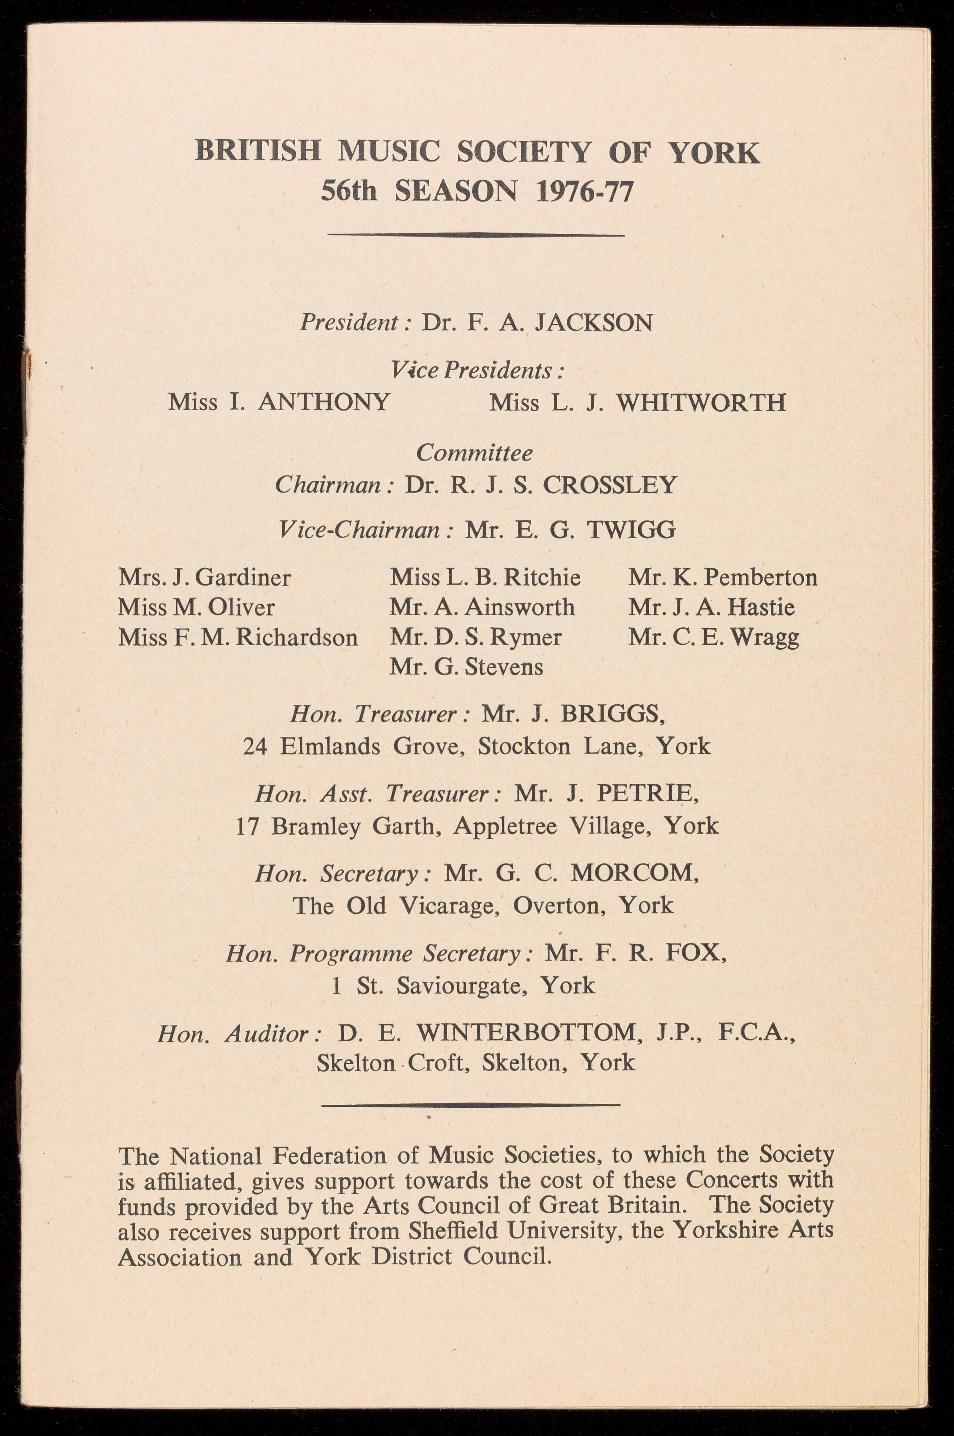 BRITISH MUSIC SOCIETY OF YORK
56th SEASON 1976-77
President : Dr. F. A. JACKSON
Vice Presidents :
Miss I. ANTHONY Miss L. J. WHITWORTH
Committee
Chairman : Dr. R. J. S. CROSSLEY
Vice-Chairman : Mr. E. G. TWIGG
Mrs. J. Gardiner Miss L. B. Ritchie Mr. K. Pemberton
Miss M. Oliver Mr. A. Ainsworth Mr. J. A. Hastie
Miss F. M. Richardson Mr. D. S. Rymer Mr. C. E. Wragg
Mr. G. Stevens
Hon. Treasurer : Mr. J. BRIGGS,
24 Elmlands Grove, Stockton Lane, York
Hon. Asst. Treasurer : Mr. J. PETRIE,
17 Bramley Garth, Appletree Village, York
Hon. Secretary : Mr. G. C. MORCOM,
The Old Vicarage, Overton, York
Hon. Programme Secretary : Mr. F. R. FOX,
1 St. Saviourgate, York
Hon. Auditor : D. E. WINTERBOTTOM, J.P., F.C.A.,
Skelton Croft, Skelton, York
The National Federation of Music Societies, to which the Society
is affiliated, gives support towards the cost of these Concerts with
funds provided by the Arts Council of Great Britain. The Society
also receives support from Sheffield University, the Yorkshire Arts
Association and York District Council.